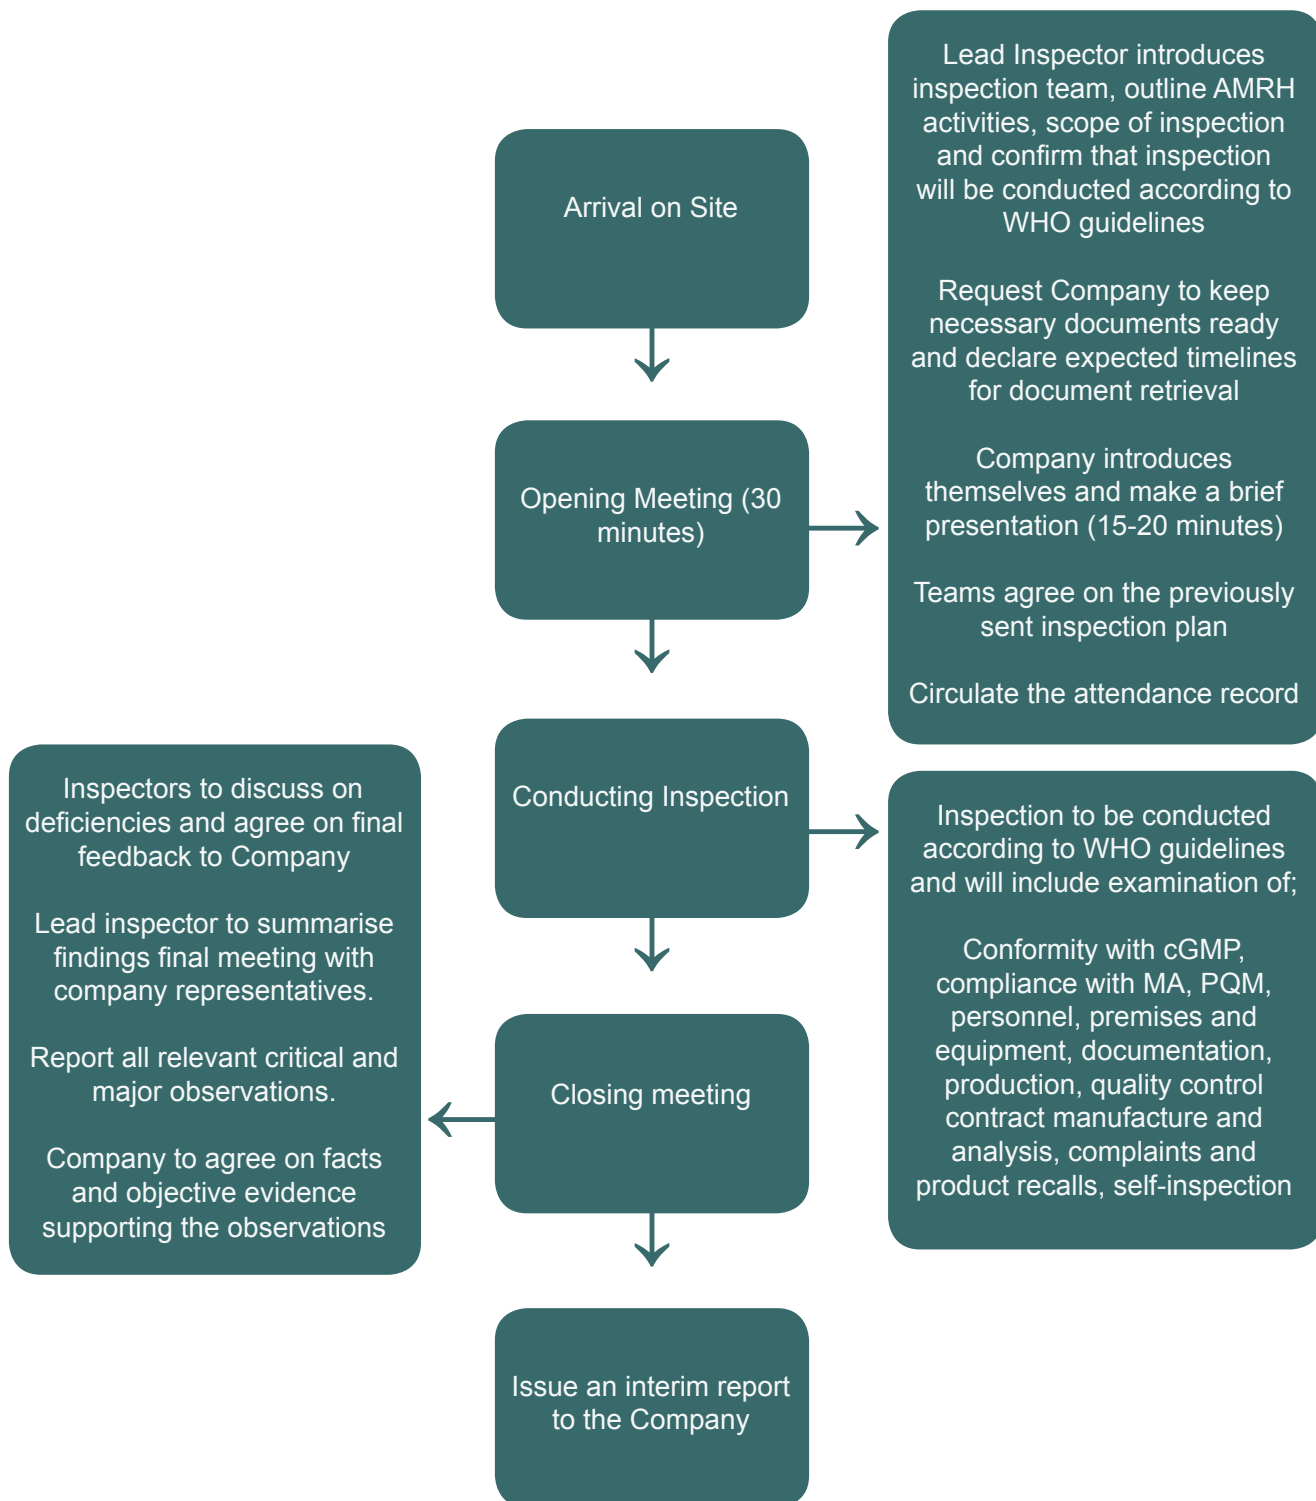 Arrival on Site
Opening Meeting (30
minutes)
Lead Inspector introduces
inspection team, outline AMRH
activities, scope of inspection
and confirm that inspection
will be conducted according to
WHO guidelines
Request Company to keep
necessary documents ready
and declare expected timelines
for document retrieval
Company introduces
themselves and make a brief
presentation (15-20 minutes)
Teams agree on the previously
sent inspection plan
Circulate the attendance record
Conducting Inspection
Inspection to be conducted
according to WHO guidelines
and will include examination of;
Conformity with cGMP,
compliance with MA, PQM,
personnel, premises and
equipment, documentation,
production, quality control
contract manufacture and
analysis, complaints and
product recalls, self-inspection
Closing meeting
Inspectors to discuss on
deficiencies and agree on final
feedback to Company
Lead inspector to summarise
findings final meeting with
company representatives.
Report all relevant critical and
major observations.
Company to agree on facts
and objective evidence
supporting the observations
Issue an interim report
to the Company